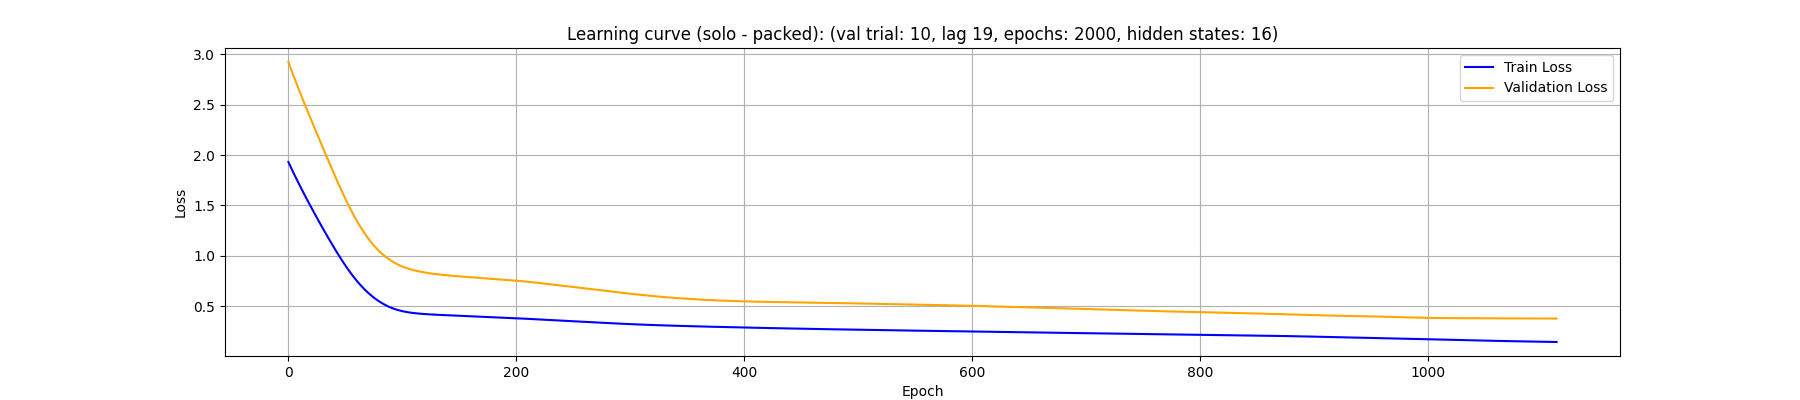 Learning curve (solo - packed): (val trial: 10, lag 19, epochs: 2000, hidden states: 16)
Train Loss
Validation Loss
3.0
2.5
2.0
1.5
1.0
0.5
Loss
0 200 400 600 800 1000
Epoch